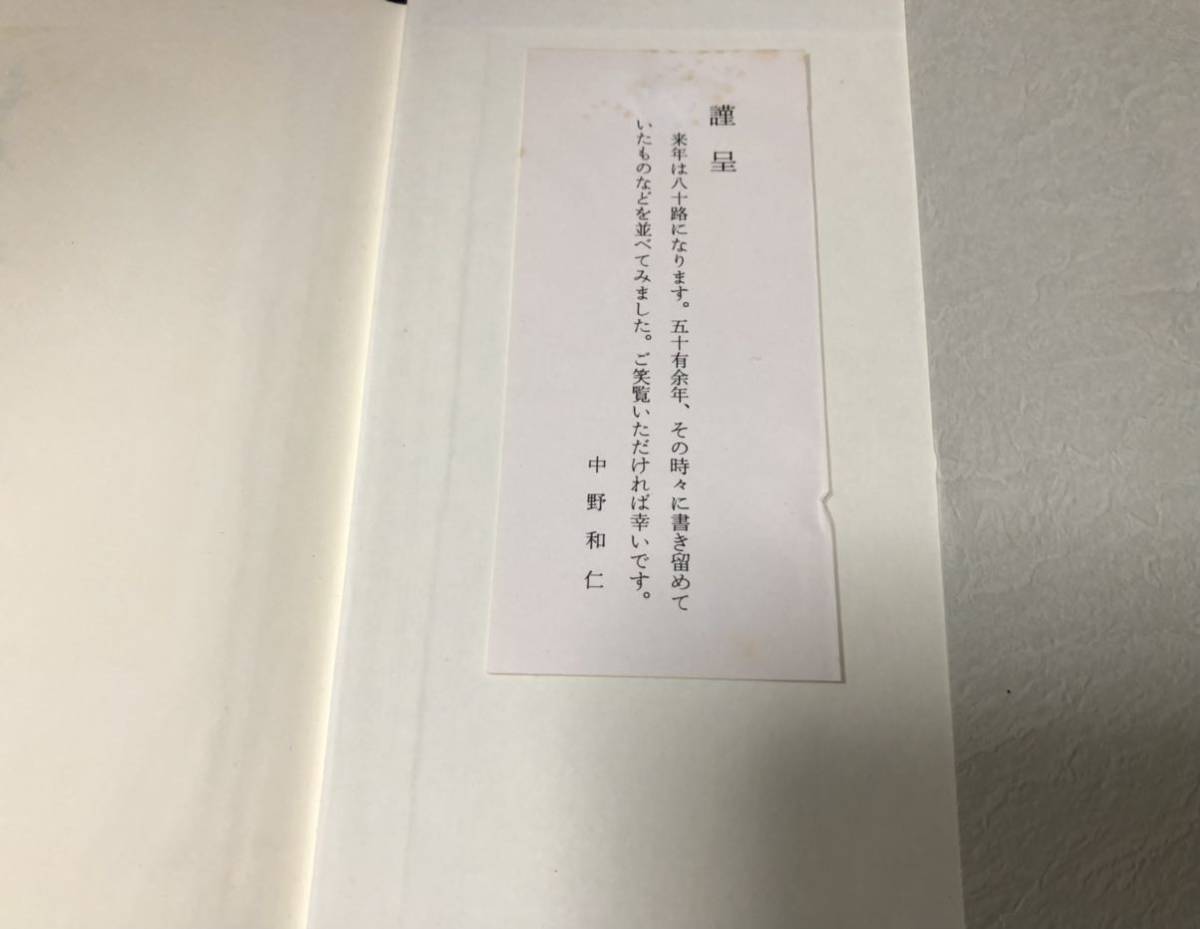 謹呈
来年は八十路になります。五十有余年、その時々に書き留めて
いたものなどを並べてみました。ご笑覧いただければ幸いです。
中野和仁